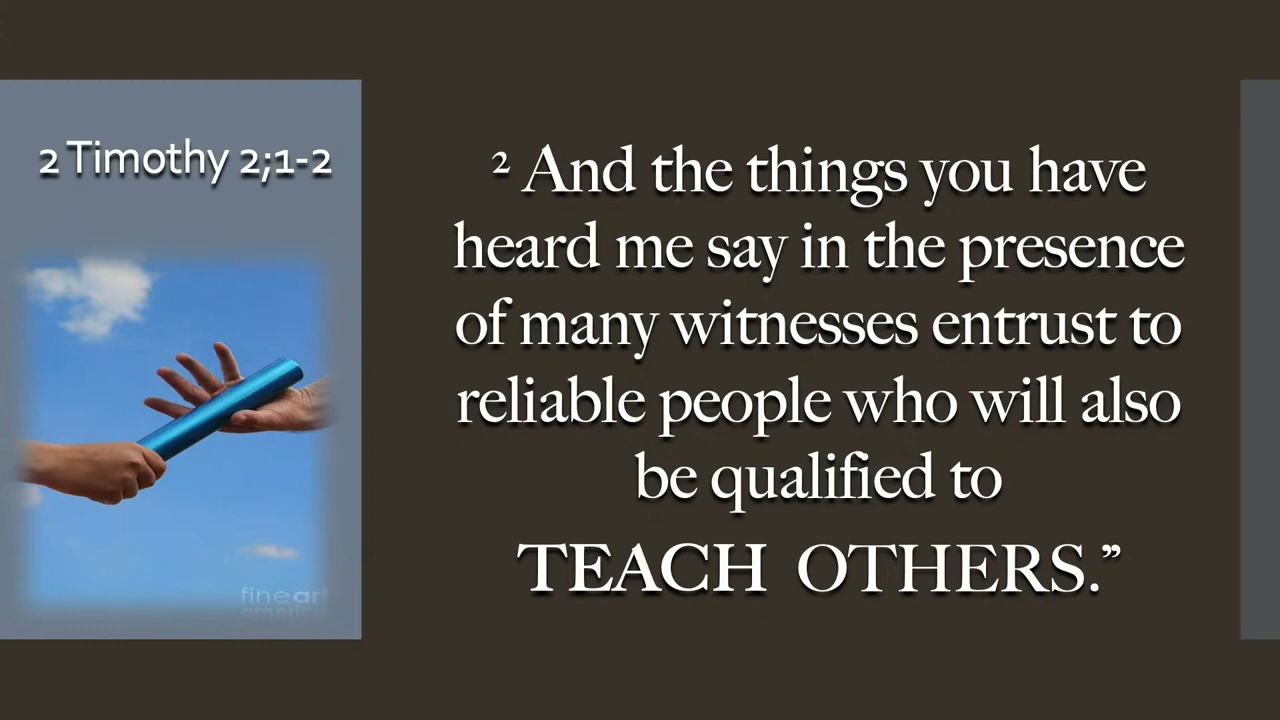 2 Timothy 2;1-2
2 And the things you have
heard me say in the presence
of many witnesses entrust to
reliable people who will also
be qualified to
TEACH OTHERS.”
fineart
america